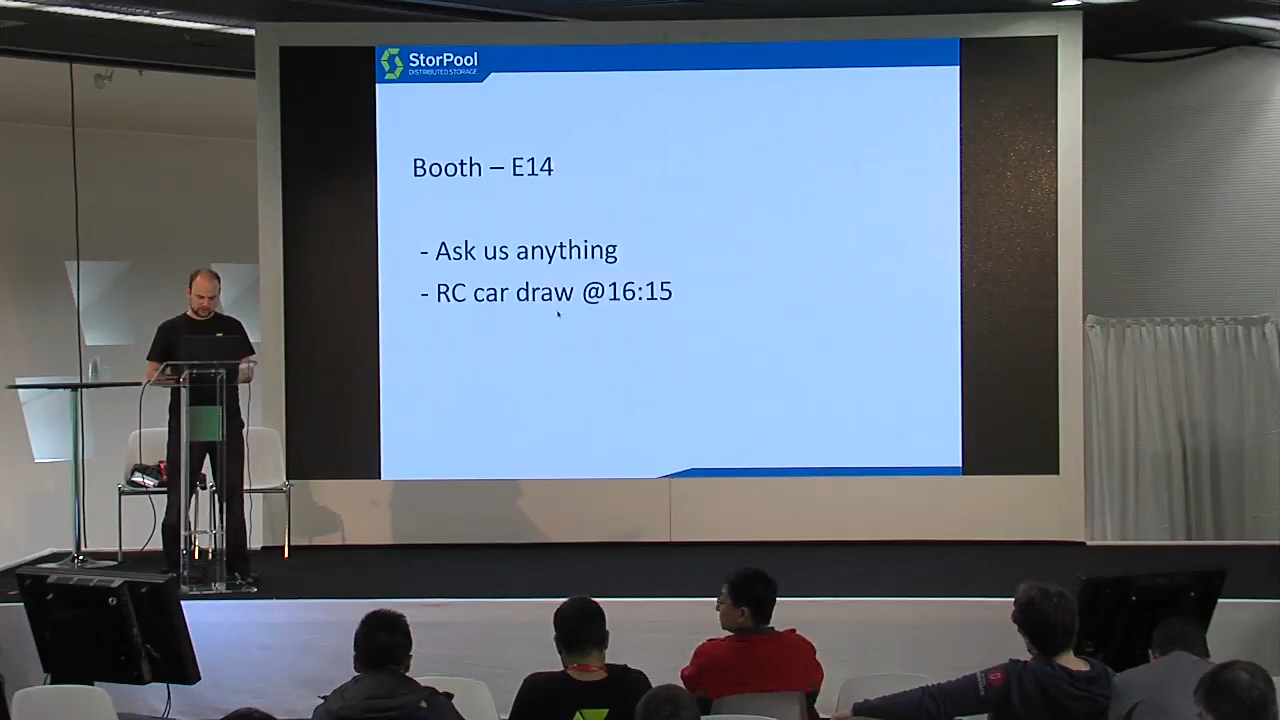 StorPool
DISTRIBUTED STORAGE
Booth – E14
- Ask us anything
- RC car draw @16:15